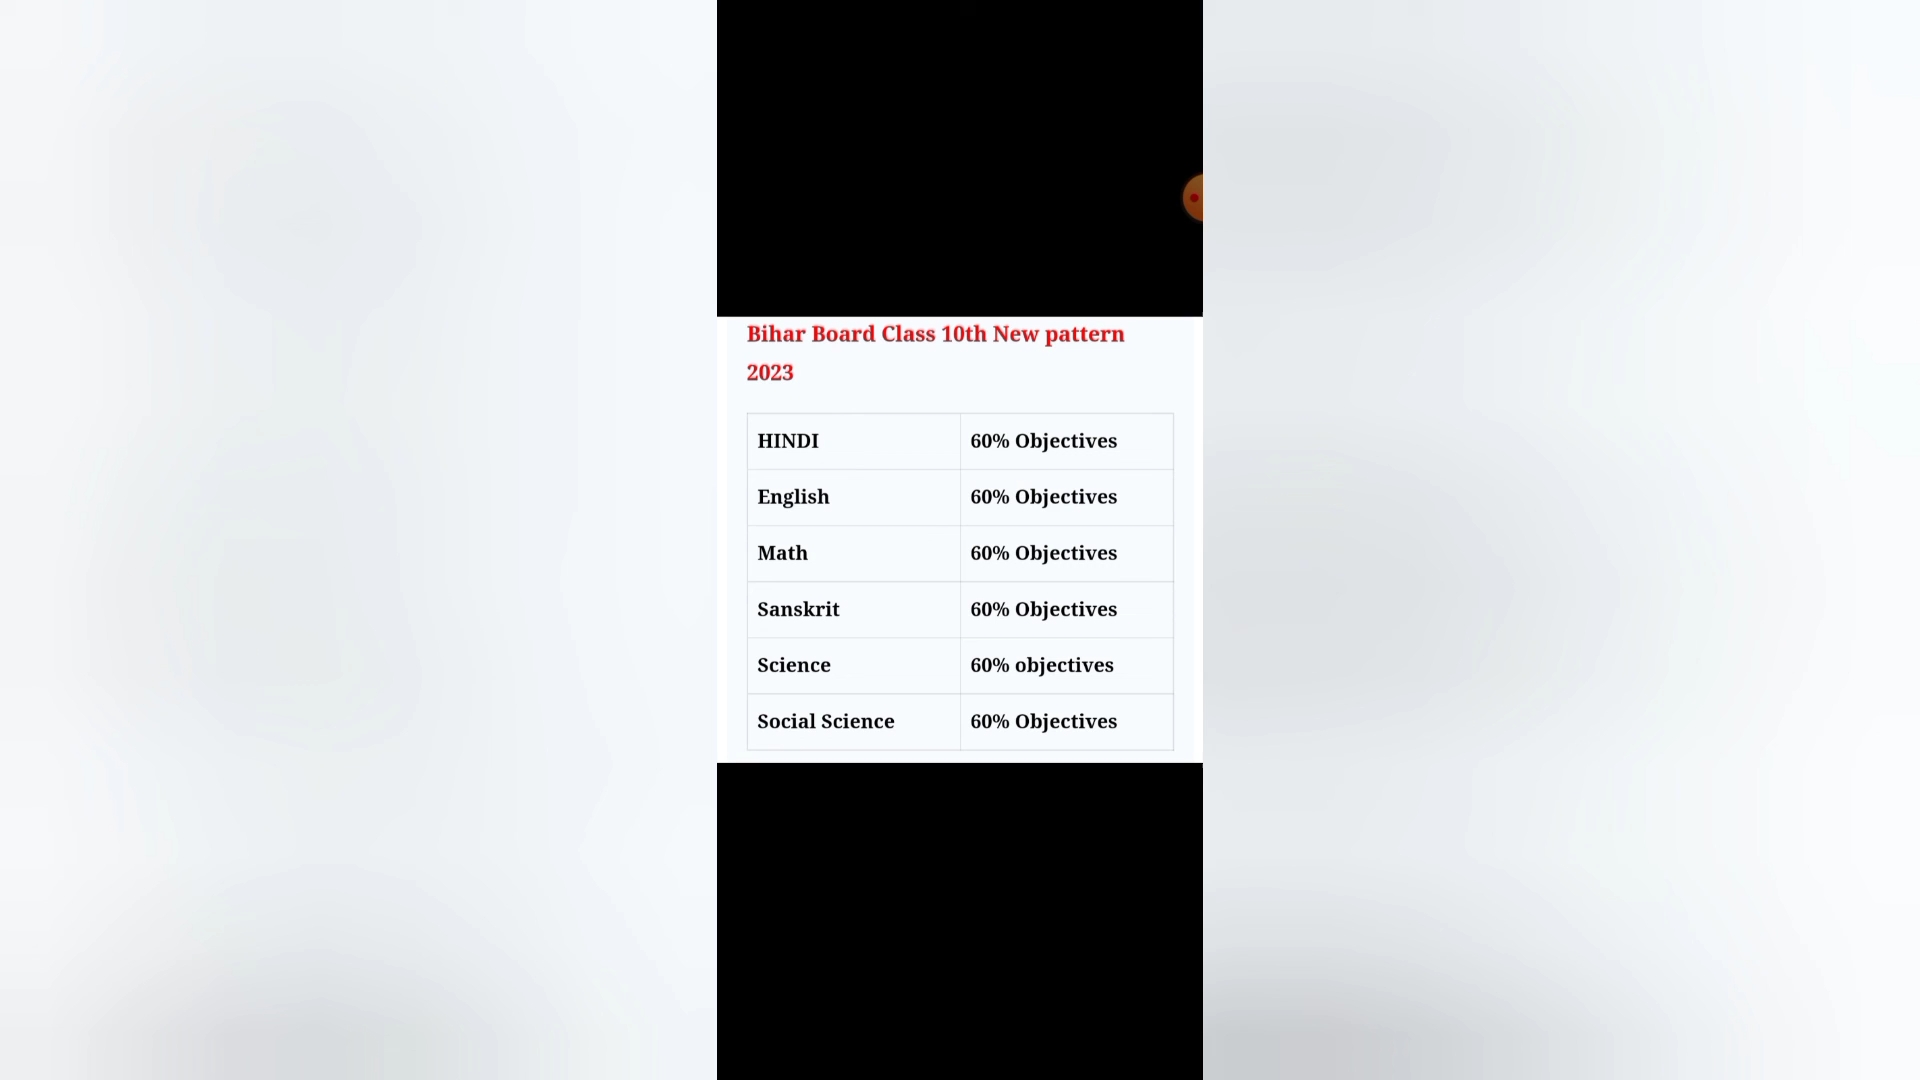 Bihar Board Class 10th New pattern
2023
HINDI 60% Objectives
English 60% Objectives
Math 60% Objectives
Sanskrit 60% Objectives
Science 60% objectives
Social Science 60% Objectives